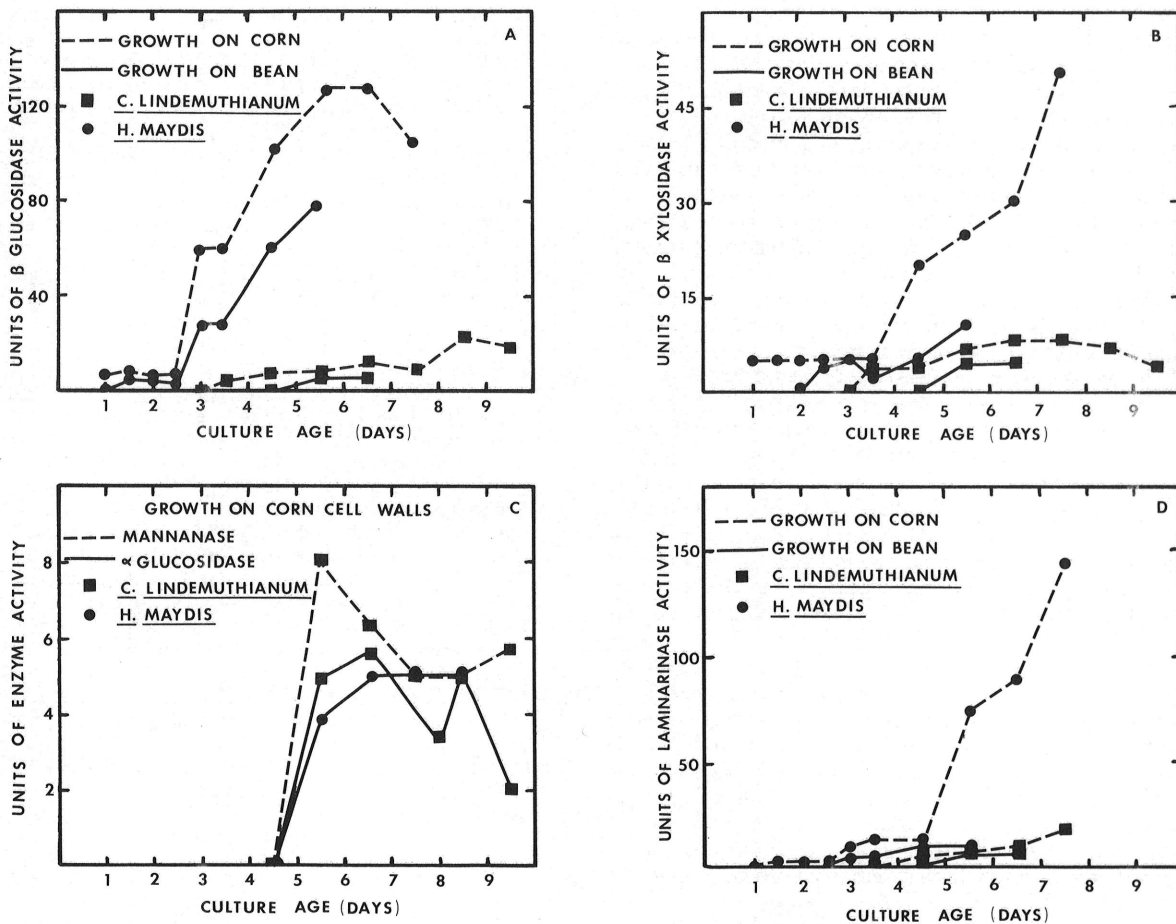 A
GROWTH ON CORN
GROWTH ON BEAN
C. LINDEMUTHIANUM
H. MAYDIS
UNITS OF β GLUCOSIDASE ACTIVITY
120
80
40
1 2 3 4 5 6 7 8 9
CULTURE AGE (DAYS)
B
GROWTH ON CORN
GROWTH ON BEAN
C. LINDEMUTHIANUM
H. MAYDIS
UNITS OF β XYLOSIDASE ACTIVITY
45
30
15
1 2 3 4 5 6 7 8 9
CULTURE AGE (DAYS)
GROWTH ON CORN CELL WALLS C
MANNANASE
∝ GLUCOSIDASE
C. LINDEMUTHIANUM
H. MAYDIS
UNITS OF ENZYME ACTIVITY
8
6
4
2
1 2 3 4 5 6 7 8 9
CULTURE AGE (DAYS)
D
GROWTH ON CORN
GROWTH ON BEAN
C. LINDEMUTHIANUM
H. MAYDIS
UNITS OF LAMINARINASE ACTIVITY
150
100
50
1 2 3 4 5 6 7 8 9
CULTURE AGE (DAYS)